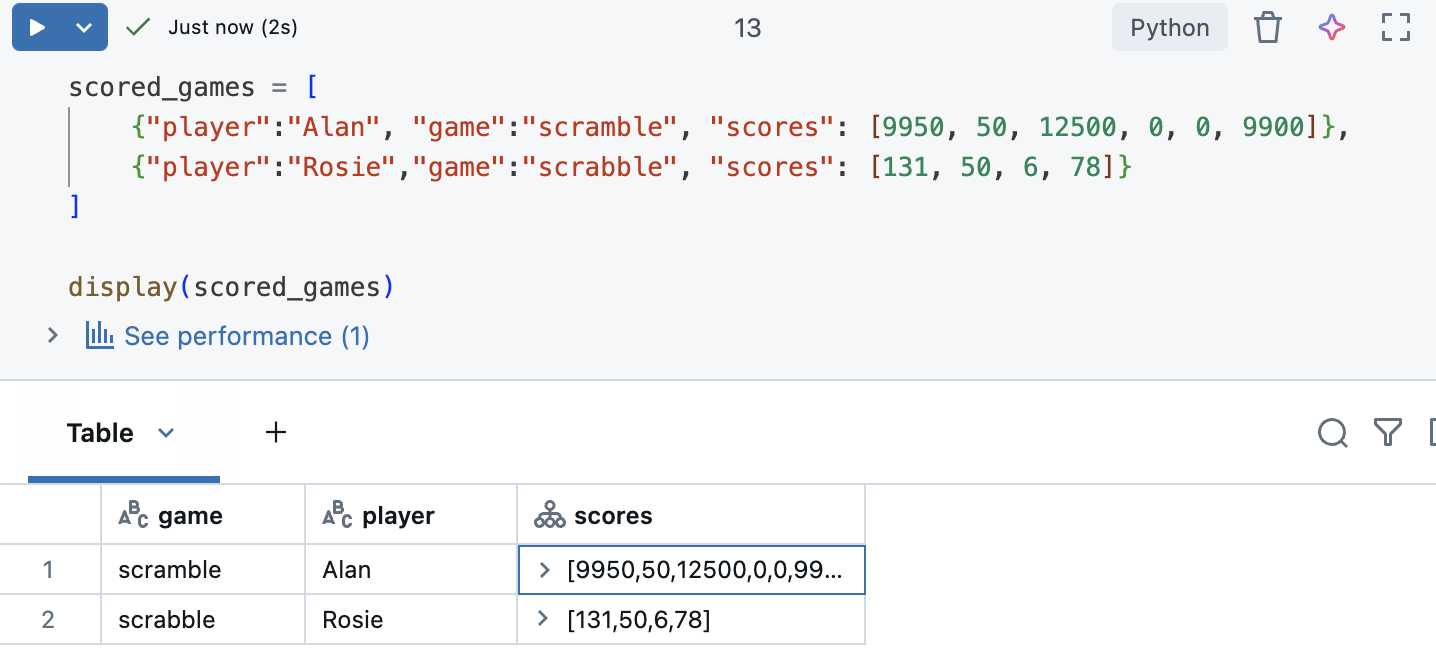 Just now (2s)
13
Python
scored_games = [
{"player":"Alan", "game":"scramble", "scores": [9950, 50, 12500, 0, 0, 9900]},
{"player":"Rosie","game":"scrabble", "scores": [131, 50, 6, 78]}
]
display(scored_games)
See performance (1)
Table
+
ABC game ABC player scores
1 scramble Alan [9950,50,12500,0,0,99...
2 scrabble Rosie [131,50,6,78]